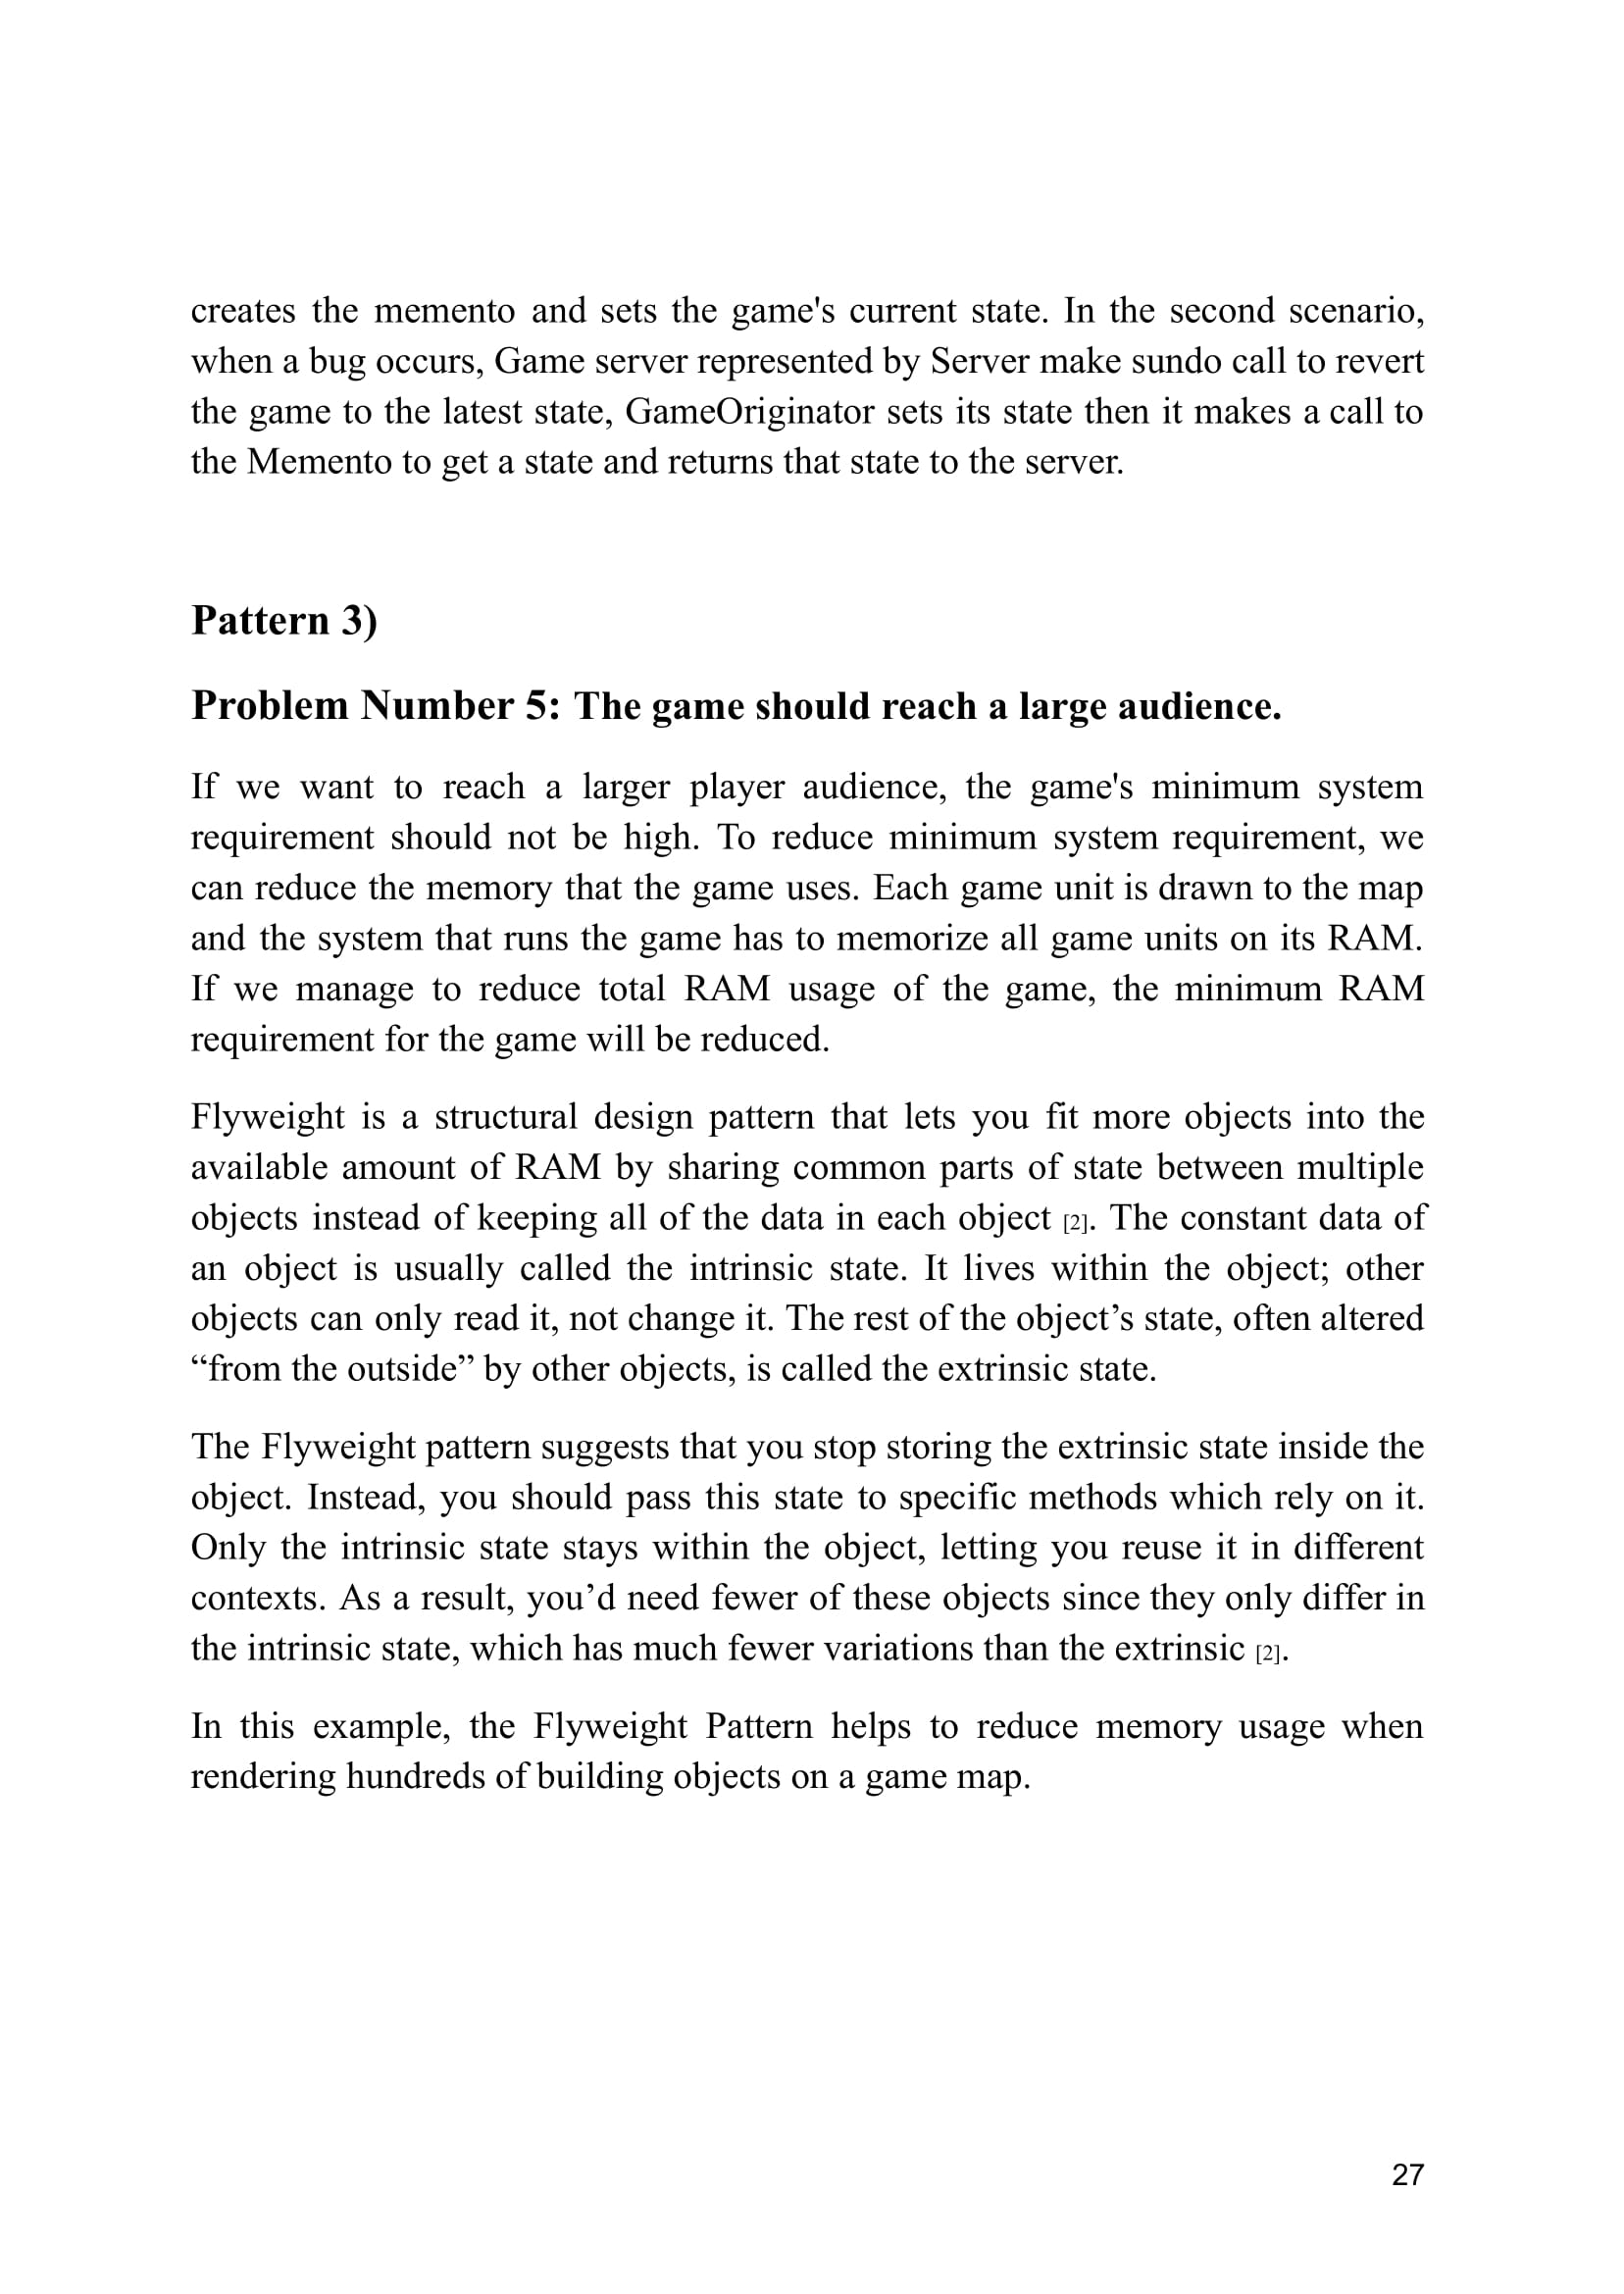 creates the memento and sets the game's current state. In the second scenario,
when a bug occurs, Game server represented by Server make sundo call to revert
the game to the latest state, GameOriginator sets its state then it makes a call to
the Memento to get a state and returns that state to the server.
Pattern 3)
Problem Number 5: The game should reach a large audience.
If we want to reach a larger player audience, the game's minimum system
requirement should not be high. To reduce minimum system requirement, we
can reduce the memory that the game uses. Each game unit is drawn to the map
and the system that runs the game has to memorize all game units on its RAM.
If we manage to reduce total RAM usage of the game, the minimum RAM
requirement for the game will be reduced.
Flyweight is a structural design pattern that lets you fit more objects into the
available amount of RAM by sharing common parts of state between multiple
objects instead of keeping all of the data in each object [2]. The constant data of
an object is usually called the intrinsic state. It lives within the object; other
objects can only read it, not change it. The rest of the object’s state, often altered
“from the outside” by other objects, is called the extrinsic state.
The Flyweight pattern suggests that you stop storing the extrinsic state inside the
object. Instead, you should pass this state to specific methods which rely on it.
Only the intrinsic state stays within the object, letting you reuse it in different
contexts. As a result, you’d need fewer of these objects since they only differ in
the intrinsic state, which has much fewer variations than the extrinsic [2].
In this example, the Flyweight Pattern helps to reduce memory usage when
rendering hundreds of building objects on a game map.
27